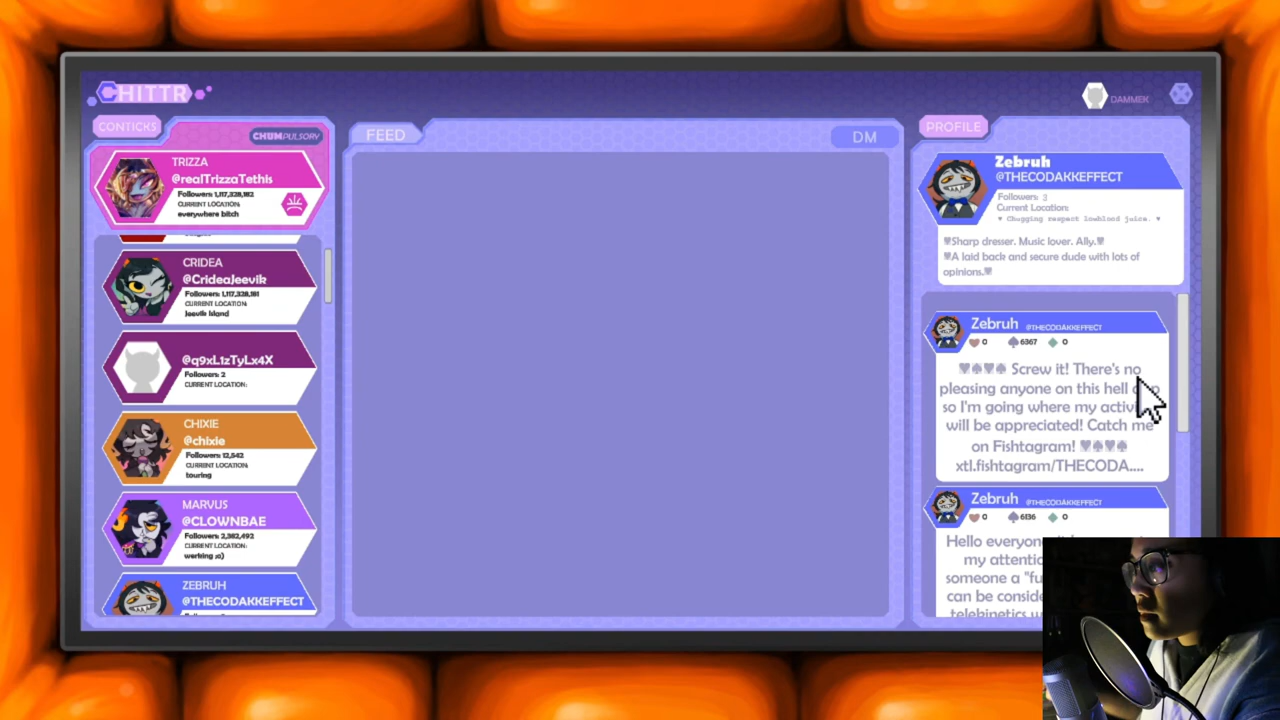 CHITTR
DAMMEK
CONTICKS
CHUMPULSORY
TRIZZA
@realTrizzaTethis
Followers: 1,117,328,182
CURRENT LOCATION:
everywhere bitch
CRIDEA
@CrideaJeevik
Followers: 1,117,328,181
CURRENT LOCATION:
Jeevik Island
@q9xL1zTyLx4X
Followers: 2
CURRENT LOCATION:
CHIXIE
@chixie
Followers: 12,542
CURRENT LOCATION:
touring
MARVUS
@CLOWNBAE
Followers: 2,382,492
CURRENT LOCATION:
werking ;o)
ZEBRUH
@THECODAKKEFFECT
FEED
DM
PROFILE
Zebruh
@THECODAKKEFFECT
Followers: 3
Current Location:
♥ Chugging respect lowblood juice. ♥
♥Sharp dresser. Music lover. Ally.♥
♥A laid back and secure dude with lots of
opinions.♥
Zebruh @THECODAKKEFFECT
0 6367 0
♥♠♥♠ Screw it! There's no
pleasing anyone on this hell
so I'm going where my activ
will be appreciated! Catch me
on Fishtagram! ♥♠♥♠
xtl.fishtagram/THECODA....
Zebruh @THECODAKKEFFECT
0 6136 0
Hello everyon
my attentic
someone a "fu
can be conside
telekinetics w